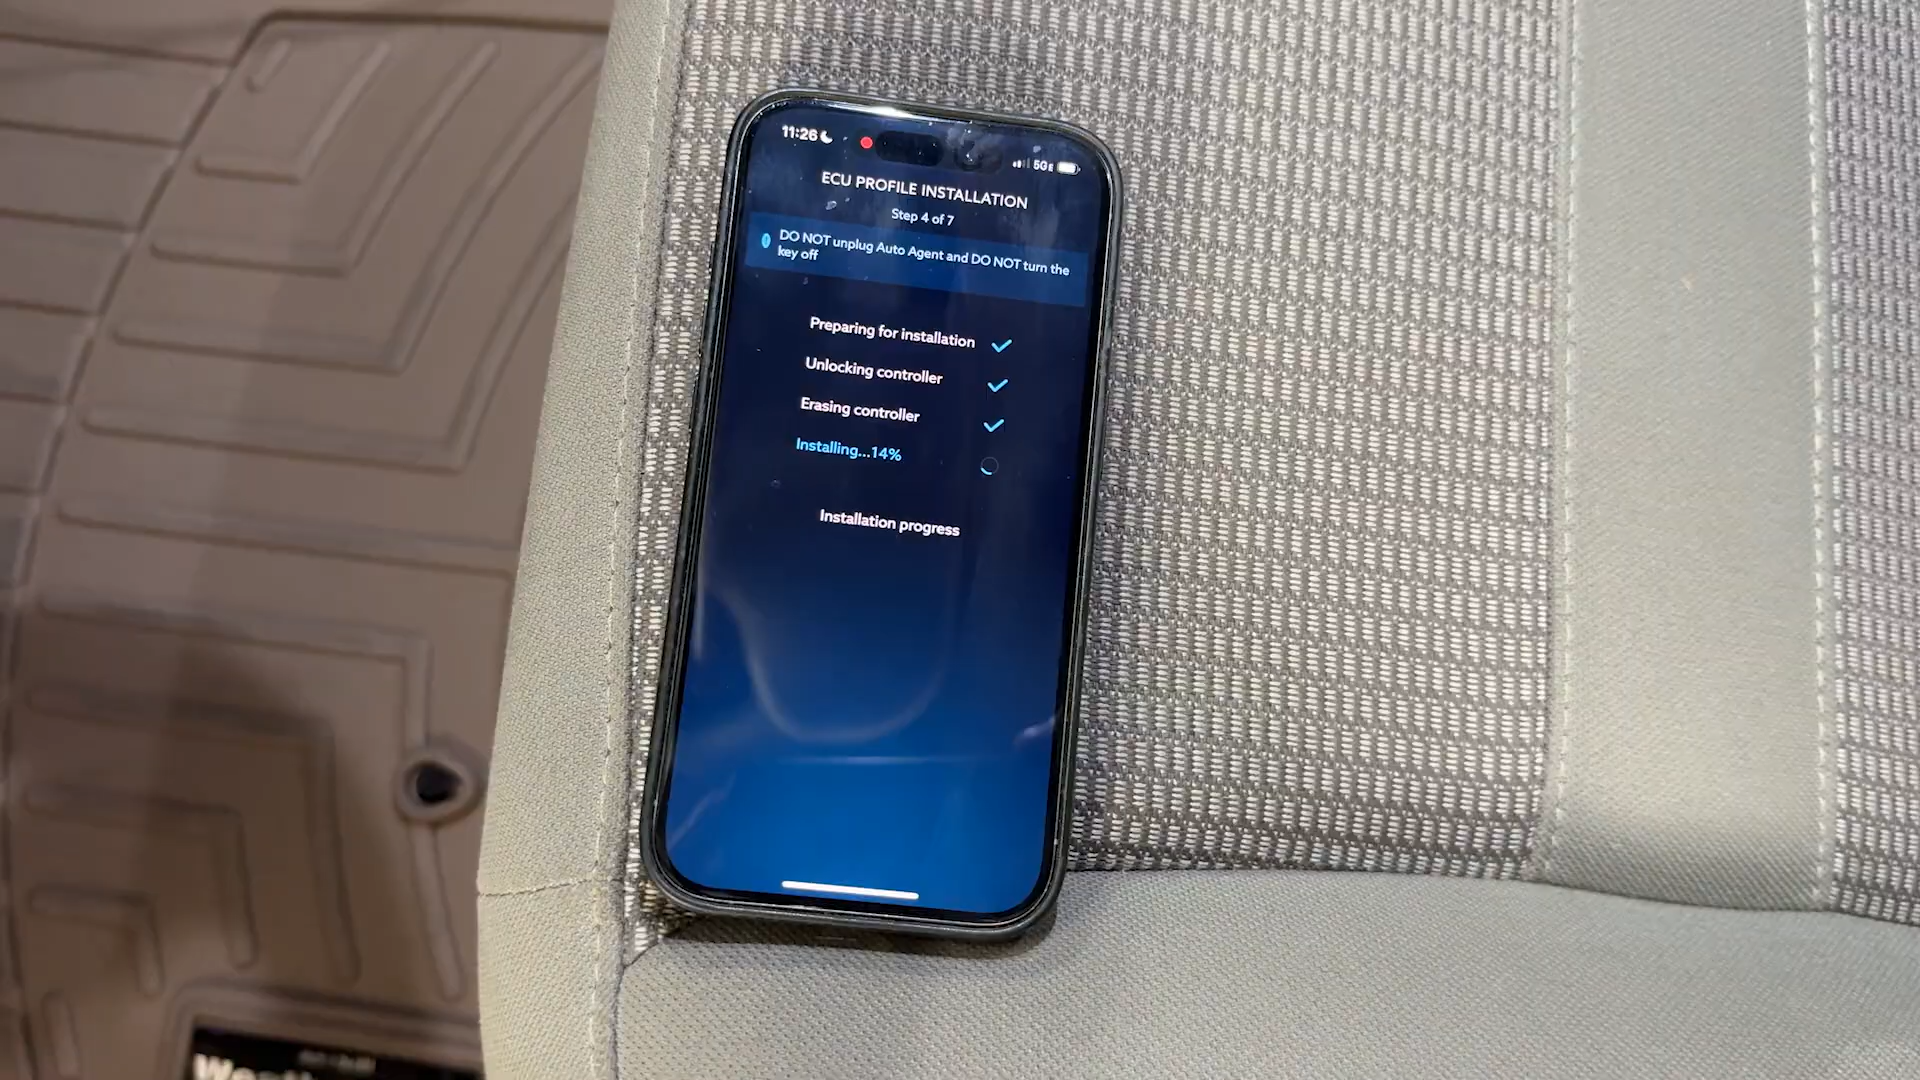 11:26
5GE
ECU PROFILE INSTALLATION
Step 4 of 7
DO NOT unplug Auto Agent and DO NOT turn the
key off
Preparing for installation
Unlocking controller
Erasing controller
Installing...14%
Installation progress